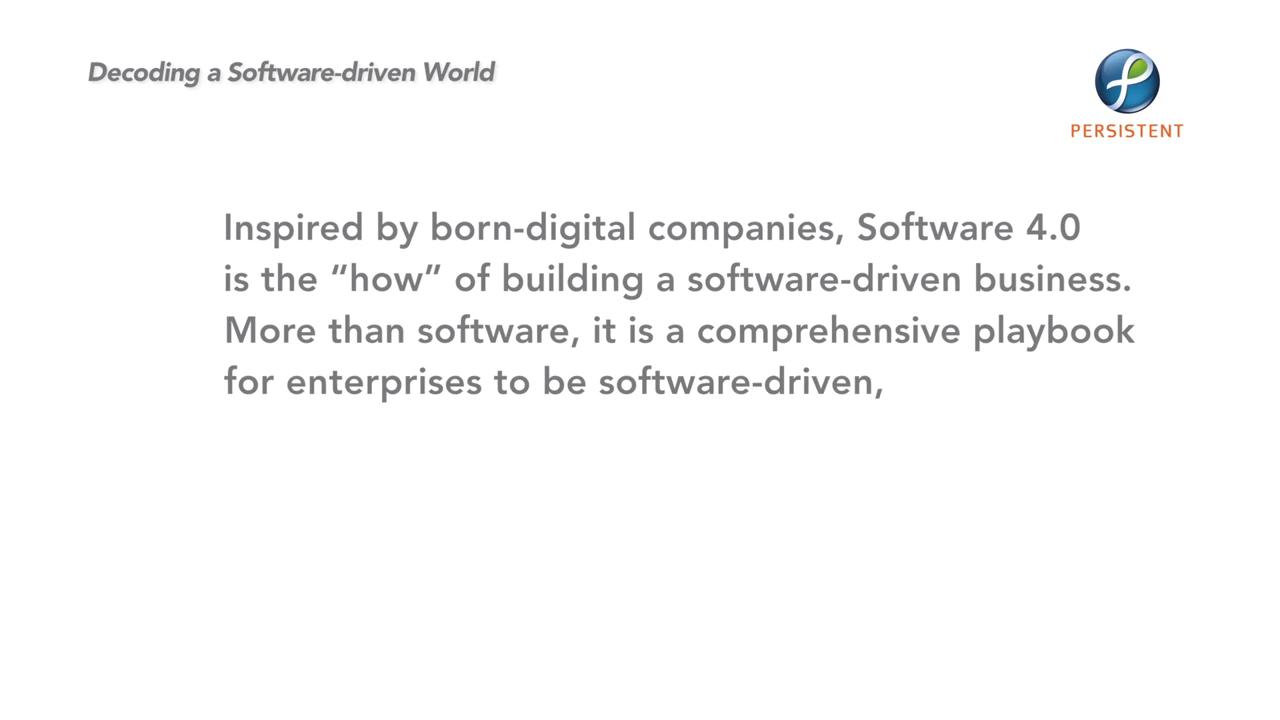 Decoding a Software-driven World
PERSISTENT
Inspired by born-digital companies, Software 4.0
is the “how” of building a software-driven business.
More than software, it is a comprehensive playbook
for enterprises to be software-driven,